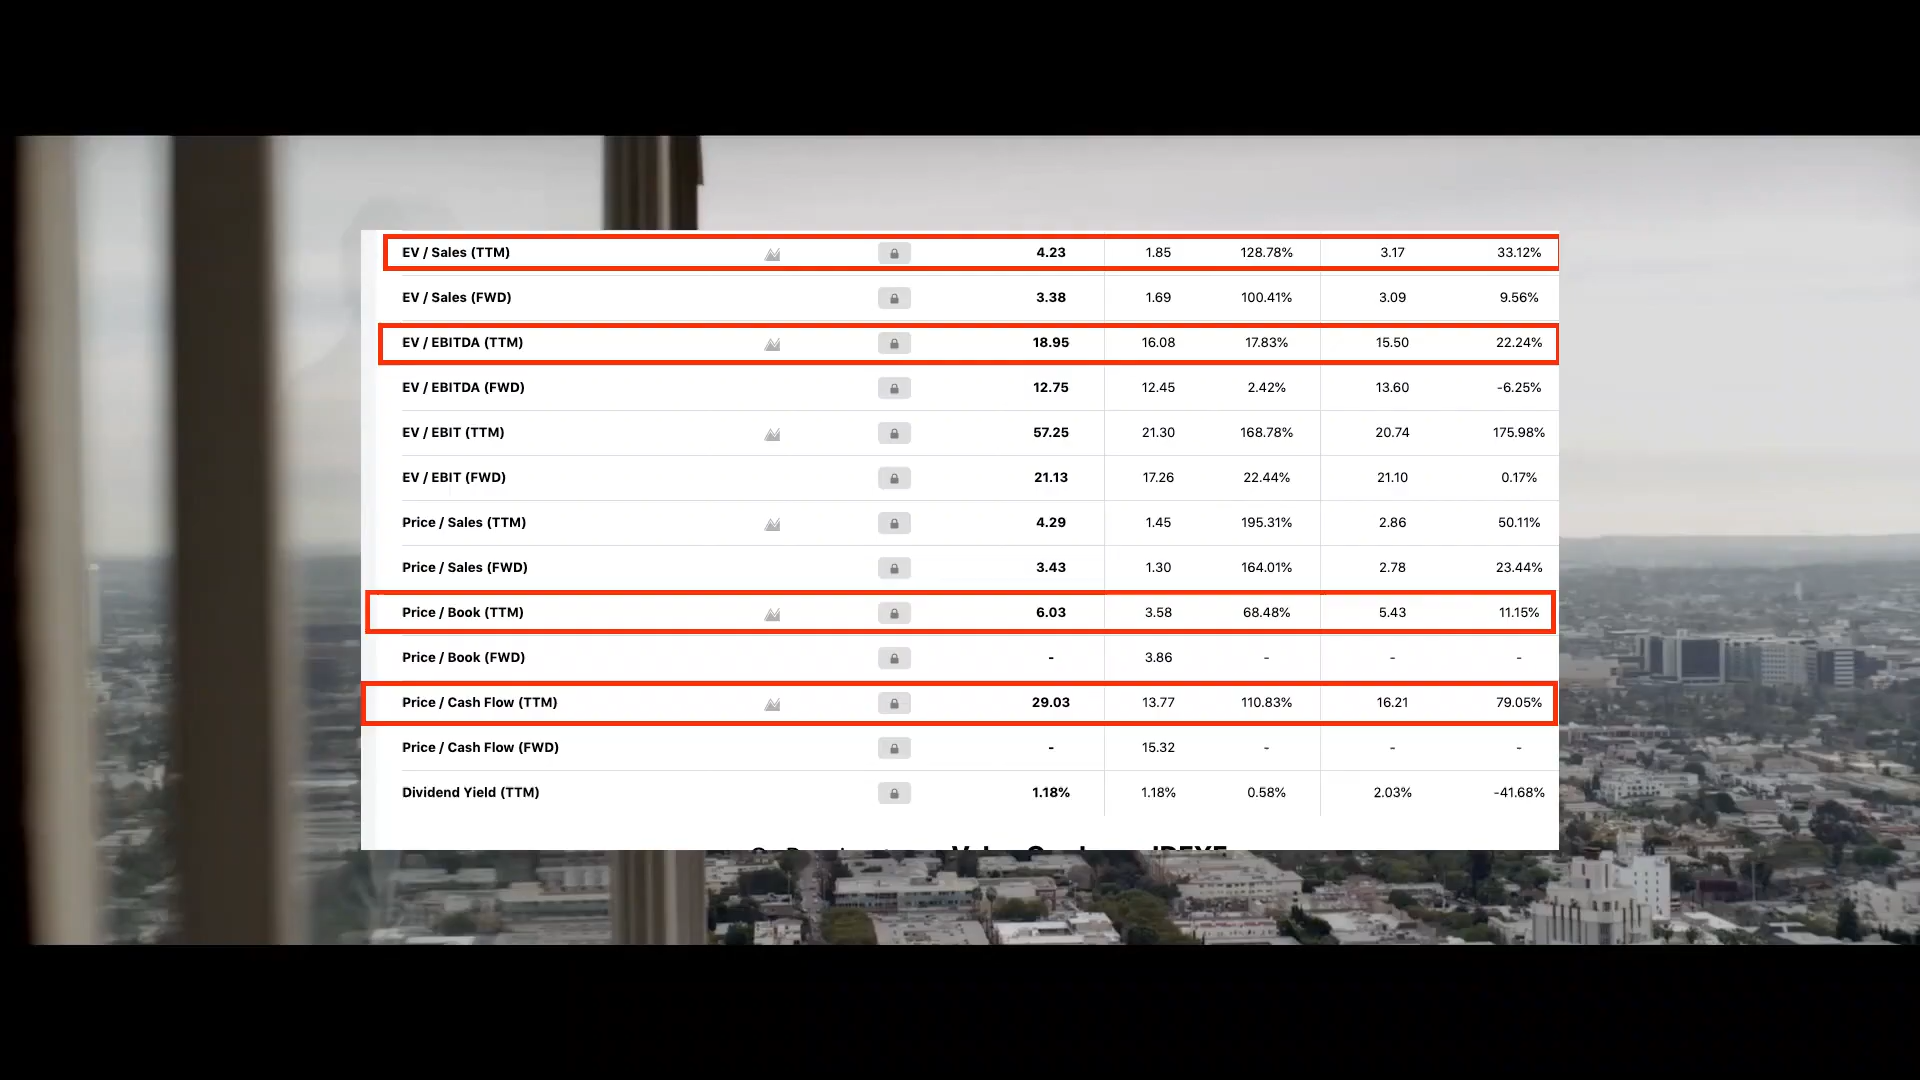 EV / Sales (TTM) 4.23 1.85 128.78% 3.17 33.12%
EV / Sales (FWD) 3.38 1.69 100.41% 3.09 9.56%
EV / EBITDA (TTM) 18.95 16.08 17.83% 15.50 22.24%
EV / EBITDA (FWD) 12.75 12.45 2.42% 13.60 -6.25%
EV / EBIT (TTM) 57.25 21.30 168.78% 20.74 175.98%
EV / EBIT (FWD) 21.13 17.26 22.44% 21.10 0.17%
Price / Sales (TTM) 4.29 1.45 195.31% 2.86 50.11%
Price / Sales (FWD) 3.43 1.30 164.01% 2.78 23.44%
Price / Book (TTM) 6.03 3.58 68.48% 5.43 11.15%
Price / Book (FWD) - 3.86 - - -
Price / Cash Flow (TTM) 29.03 13.77 110.83% 16.21 79.05%
Price / Cash Flow (FWD) - 15.32 - - -
Dividend Yield (TTM) 1.18% 1.18% 0.58% 2.03% -41.68%